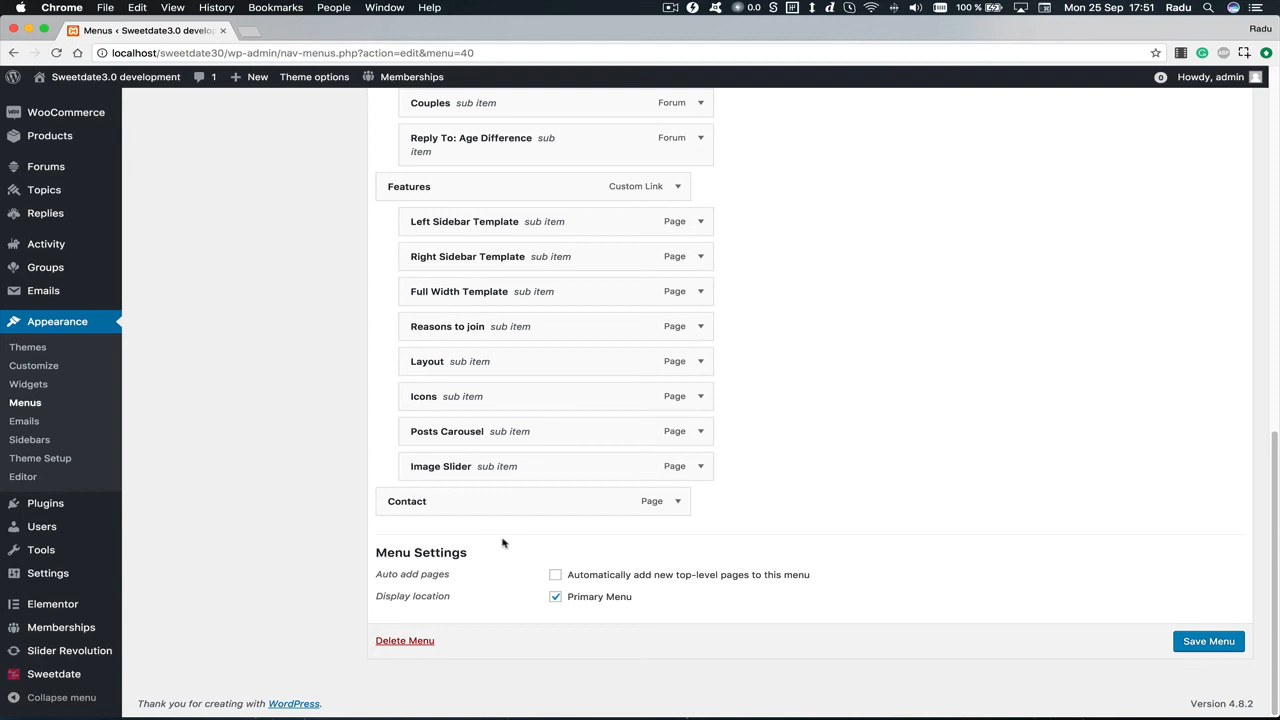 Chrome File Edit View History Bookmarks People Window Help
0.0 100 % Mon 25 Sep 17:51 Radu
Menus ‹ Sweetdate3.0 develop
Radu
localhost/sweetdate30/wp-admin/nav-menus.php?action=edit&menu=40
Sweetdate3.0 development 1 New Theme options Memberships 0 Howdy, admin
WooCommerce
Products
Forums
Topics
Replies
Activity
Groups
Emails
Appearance
Themes
Customize
Widgets
Menus
Emails
Sidebars
Theme Setup
Editor
Plugins
Users
Tools
Settings
Elementor
Memberships
Slider Revolution
Sweetdate
Collapse menu
Couples sub item Forum
Reply To: Age Difference sub Forum
item
Features Custom Link
Left Sidebar Template sub item Page
Right Sidebar Template sub item Page
Full Width Template sub item Page
Reasons to join sub item Page
Layout sub item Page
Icons sub item Page
Posts Carousel sub item Page
Image Slider sub item Page
Contact Page
Menu Settings
Auto add pages Automatically add new top-level pages to this menu
Display location Primary Menu
Delete Menu Save Menu
Thank you for creating with WordPress. Version 4.8.2